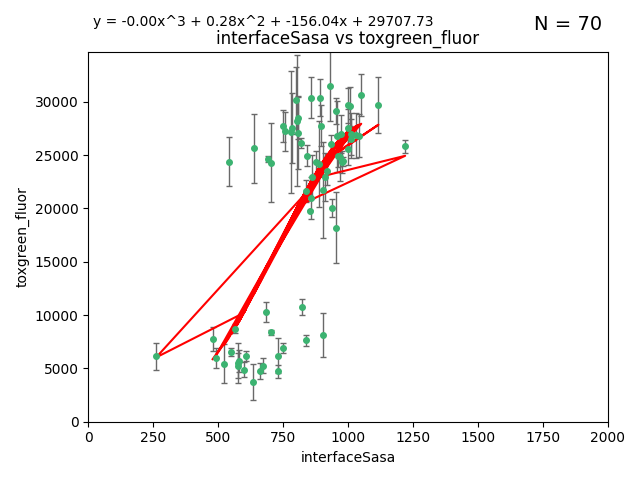 y = -0.00x^3 + 0.28x^2 + -156.04x + 29707.73
N = 70
interfaceSasa vs toxgreen_fluor
toxgreen_fluor
30000
25000
20000
15000
10000
5000
0
0 250 500 750 1000 1250 1500 1750 2000
interfaceSasa